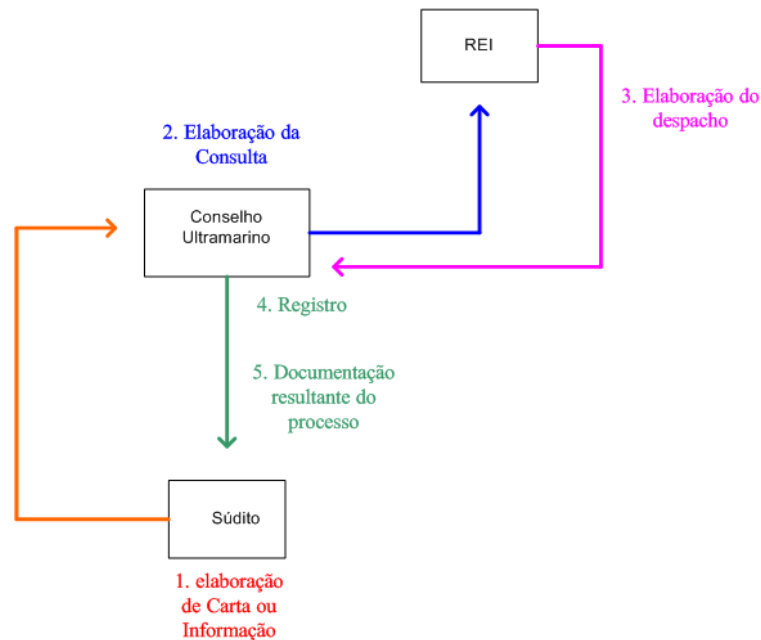 REI
3. Elaboração do
despacho
2. Elaboração da
Consulta
Conselho
Ultramarino
4. Registro
5. Documentação
resultante do
processo
Súdito
1. elaboração
de Carta ou
Informação